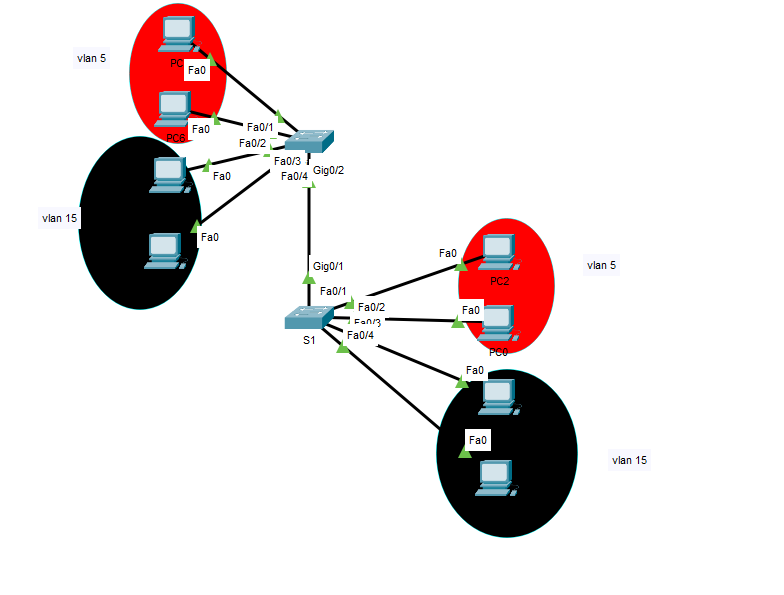 vlan 5
PC
Fa0
Fa0
PC6
Fa0/1
Fa0/2
Fa0/3
Fa0/4
Gig0/2
Fa0
vlan 15
Fa0
Gig0/1
Fa0/1
Fa0/2
Fa0/3
Fa0/4
S1
Fa0
PC2
vlan 5
Fa0
PC0
Fa0
Fa0
vlan 15